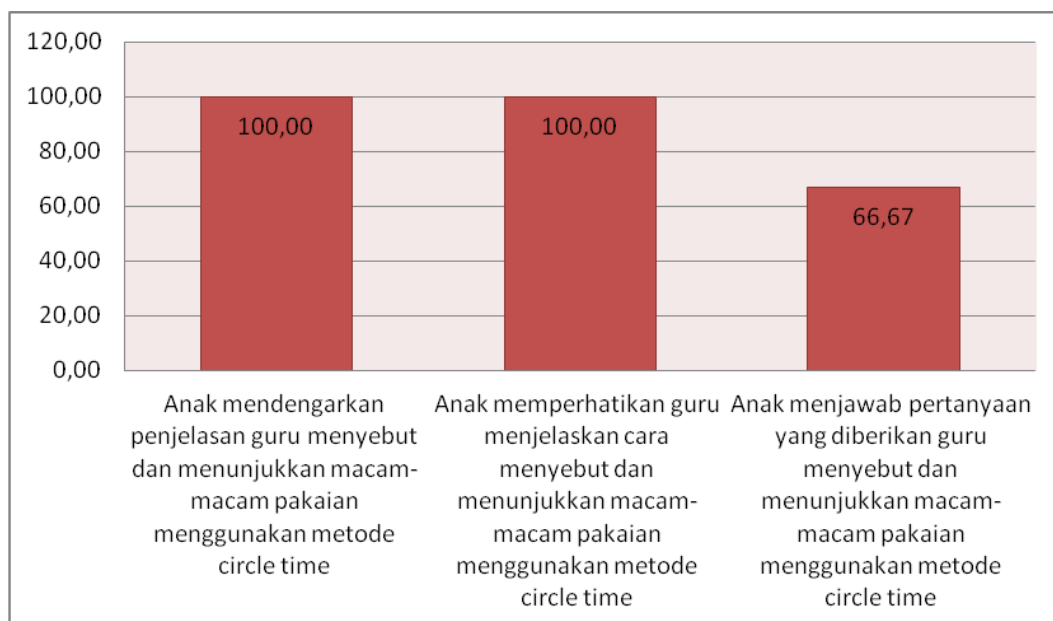 120,00
100,00
80,00
60,00
40,00
20,00
0,00
100,00
100,00
66,67
Anak mendengarkan
penjelasan guru menyebut
dan menunjukkan macam-
macam pakaian
menggunakan metode
circle time
Anak memperhatikan guru
menjelaskan cara
menyebut dan
menunjukkan macam-
macam pakaian
menggunakan metode
circle time
Anak menjawab pertanyaan
yang diberikan guru
menyebut dan
menunjukkan macam-
macam pakaian
menggunakan metode
circle time